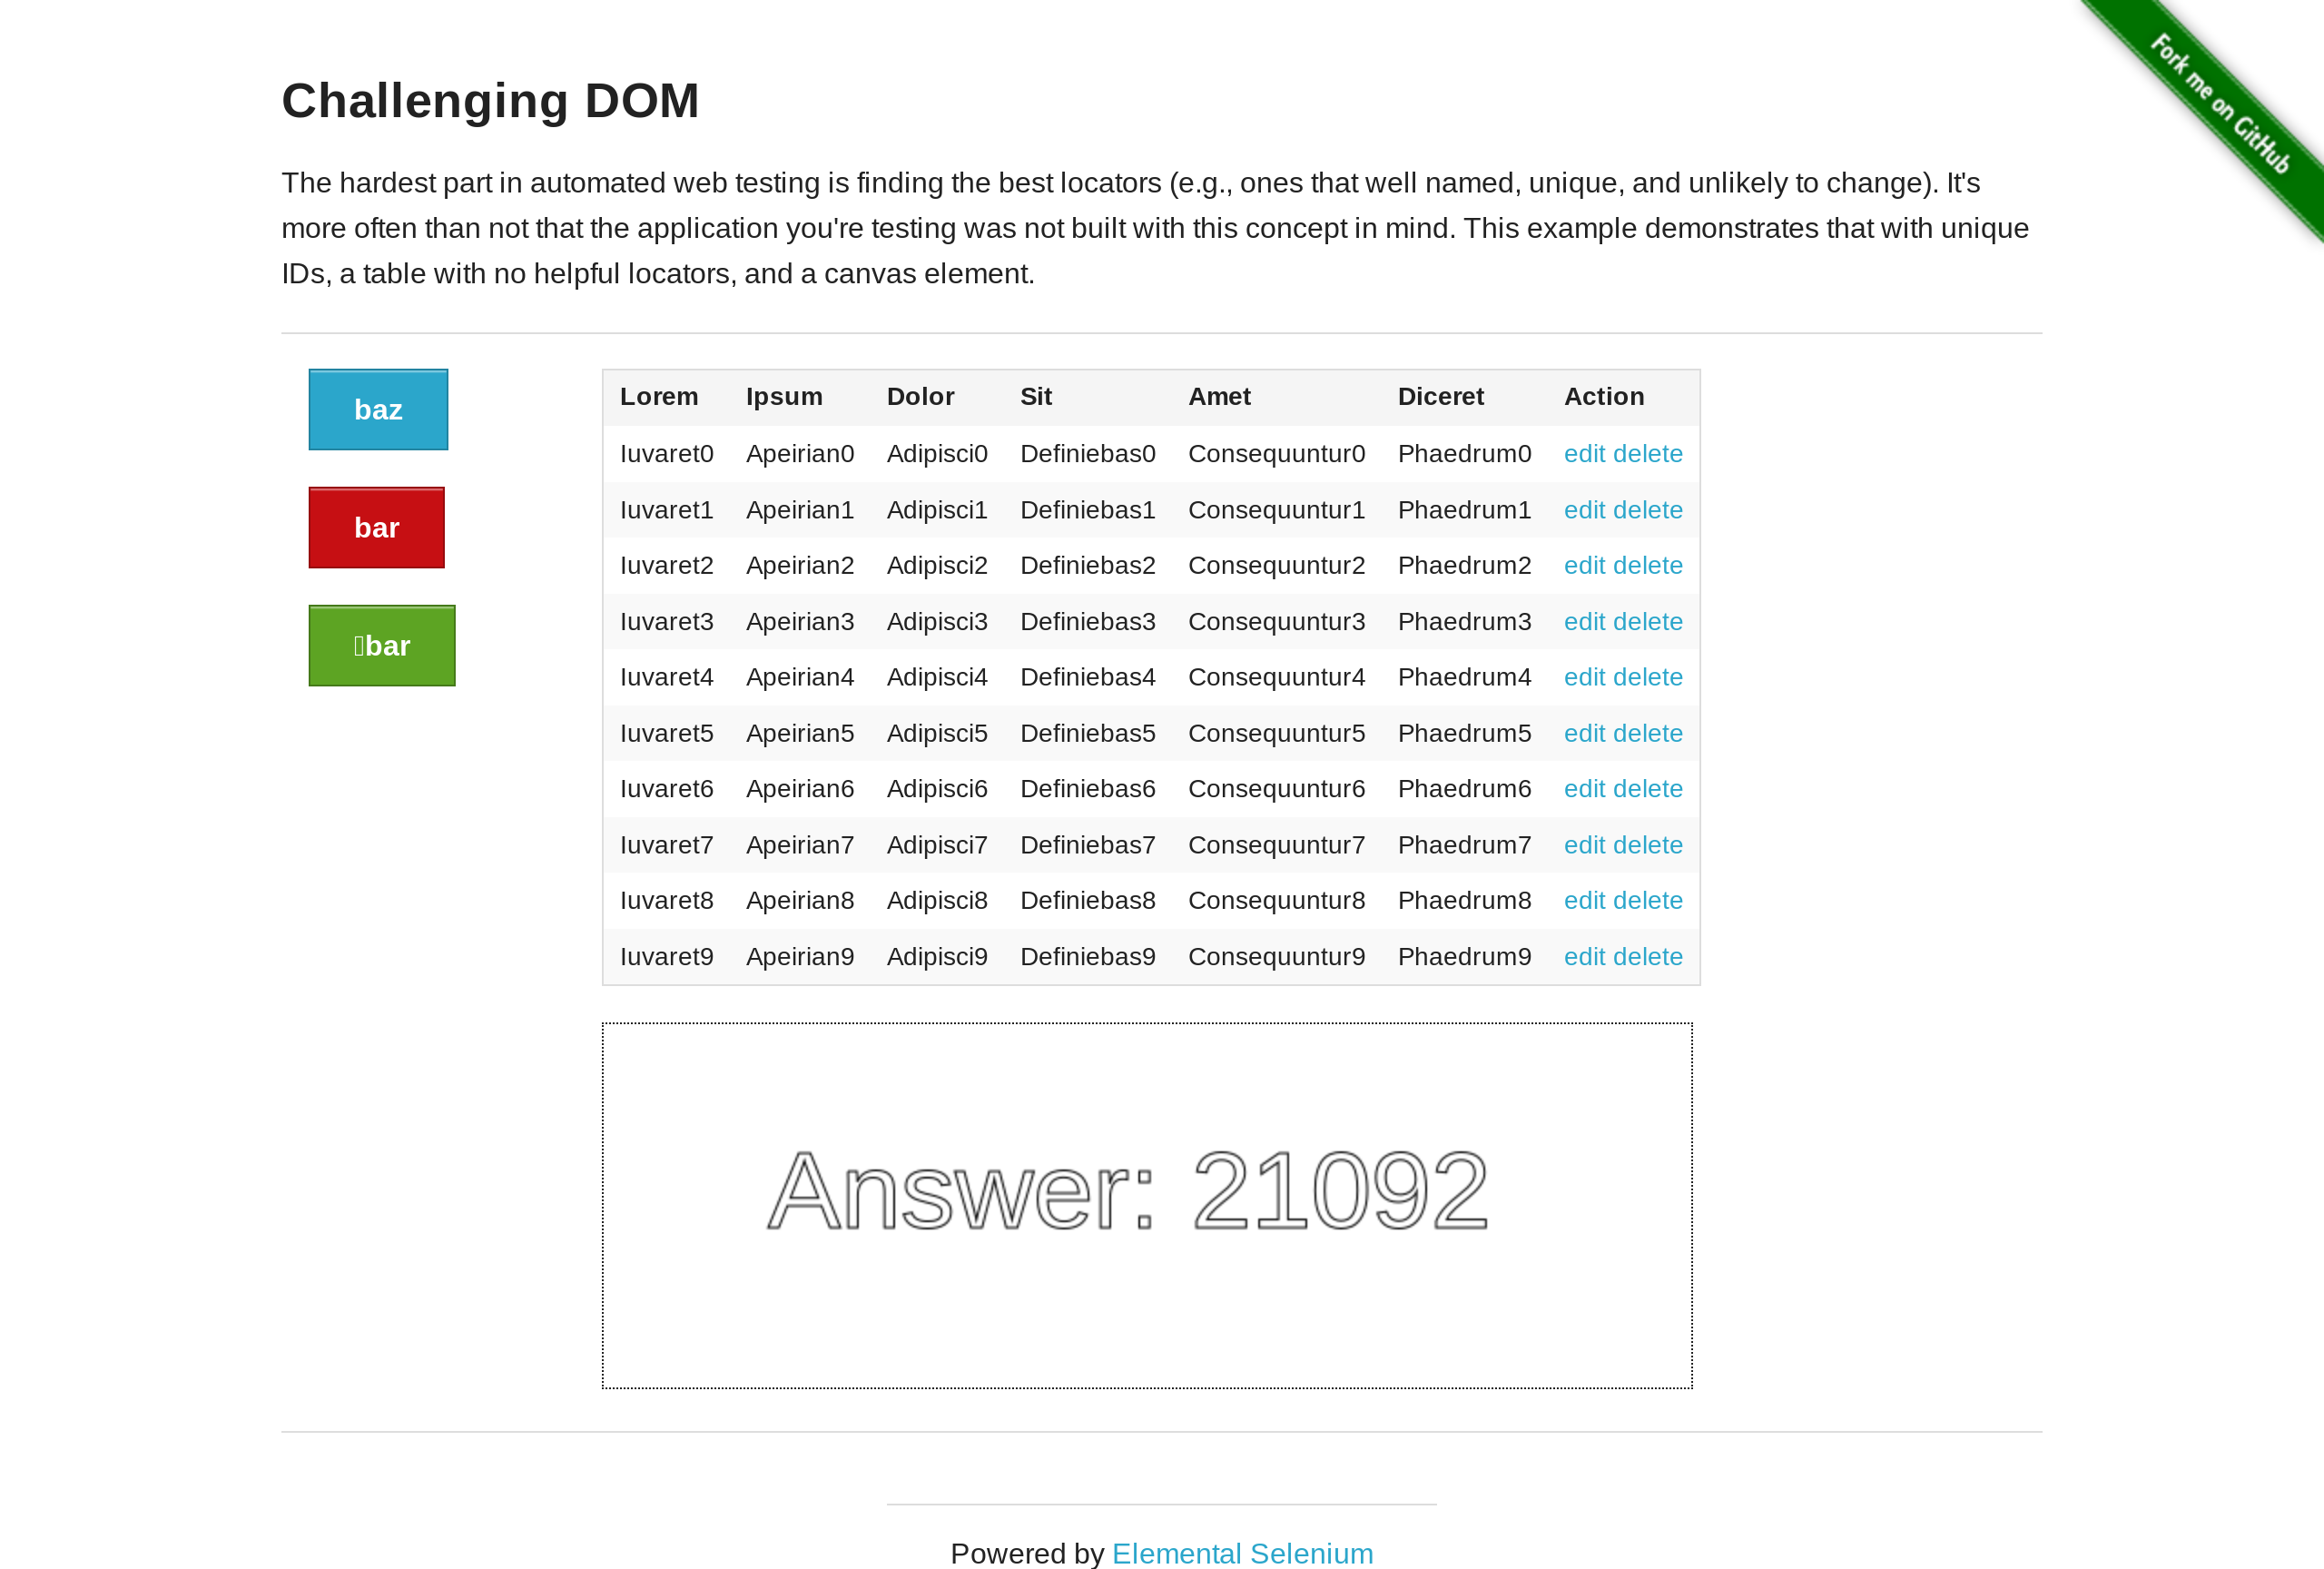 Fork me on GitHub
Challenging DOM
The hardest part in automated web testing is finding the best locators (e.g., ones that well named, unique, and unlikely to change). It's
more often than not that the application you're testing was not built with this concept in mind. This example demonstrates that with unique
IDs, a table with no helpful locators, and a canvas element.
baz
bar
▯bar
Lorem Ipsum Dolor Sit Amet Diceret Action
Iuvaret0 Apeirian0 Adipisci0 Definiebas0 Consequuntur0 Phaedrum0 edit delete
Iuvaret1 Apeirian1 Adipisci1 Definiebas1 Consequuntur1 Phaedrum1 edit delete
Iuvaret2 Apeirian2 Adipisci2 Definiebas2 Consequuntur2 Phaedrum2 edit delete
Iuvaret3 Apeirian3 Adipisci3 Definiebas3 Consequuntur3 Phaedrum3 edit delete
Iuvaret4 Apeirian4 Adipisci4 Definiebas4 Consequuntur4 Phaedrum4 edit delete
Iuvaret5 Apeirian5 Adipisci5 Definiebas5 Consequuntur5 Phaedrum5 edit delete
Iuvaret6 Apeirian6 Adipisci6 Definiebas6 Consequuntur6 Phaedrum6 edit delete
Iuvaret7 Apeirian7 Adipisci7 Definiebas7 Consequuntur7 Phaedrum7 edit delete
Iuvaret8 Apeirian8 Adipisci8 Definiebas8 Consequuntur8 Phaedrum8 edit delete
Iuvaret9 Apeirian9 Adipisci9 Definiebas9 Consequuntur9 Phaedrum9 edit delete
Answer: 21092
Powered by Elemental Selenium